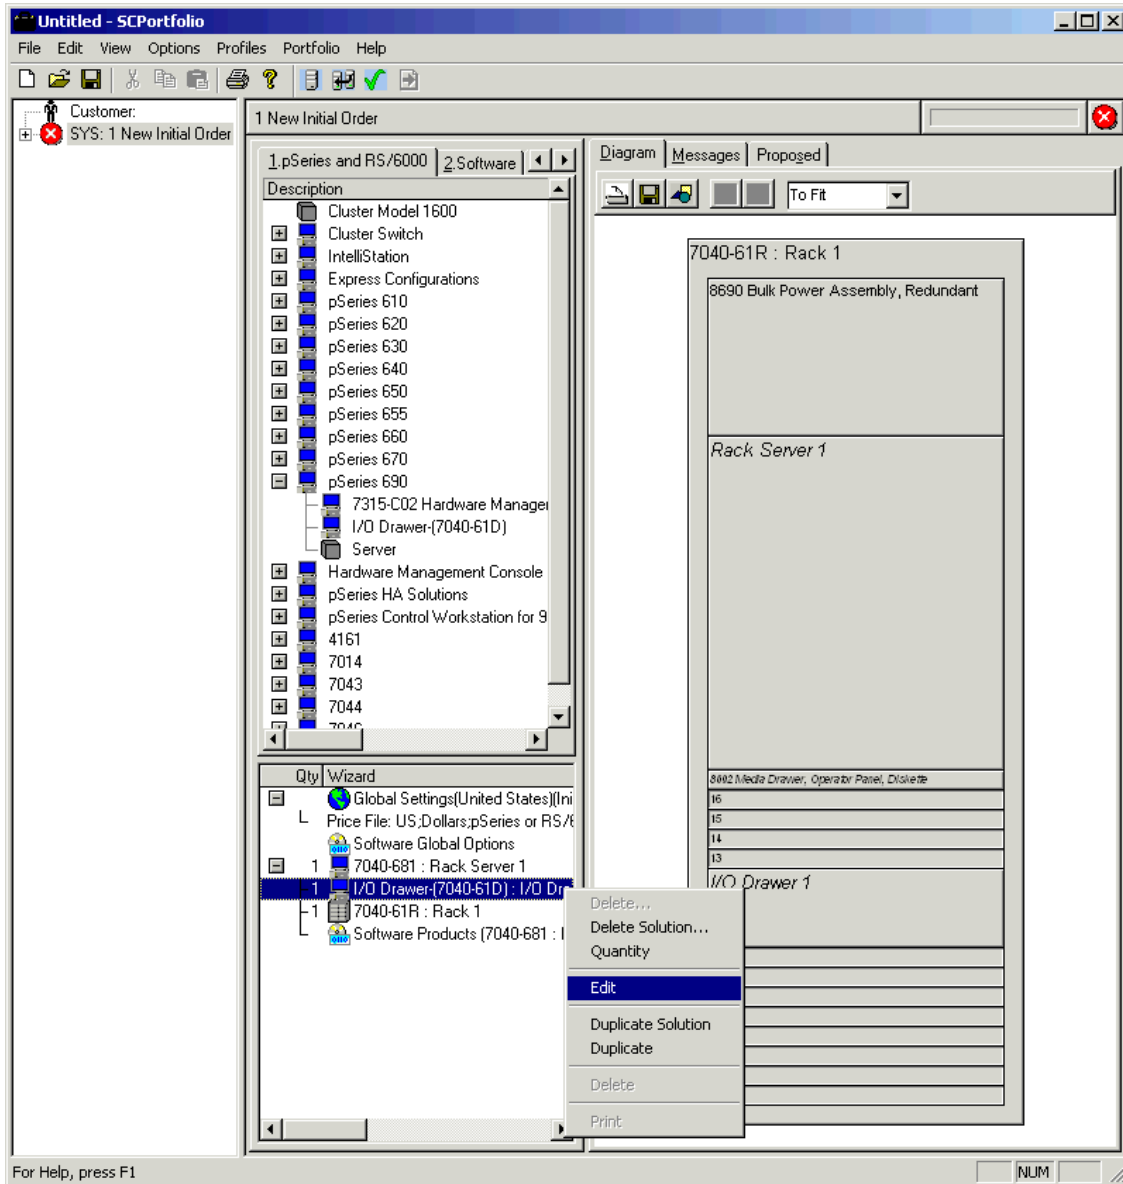 Untitled - SCPortfolio
File Edit View Options Profiles Portfolio Help
Customer:
SYS: 1 New Initial Order
1 New Initial Order
1.pSeries and RS/6000 2.Software
Description
Cluster Model 1600
Cluster Switch
IntelliStation
Express Configurations
pSeries 610
pSeries 620
pSeries 630
pSeries 640
pSeries 650
pSeries 655
pSeries 660
pSeries 670
pSeries 690
7315-C02 Hardware Manager
I/O Drawer-(7040-61D)
Server
Hardware Management Console
pSeries HA Solutions
pSeries Control Workstation for 9
4161
7014
7043
7044
Qty Wizard
Global Settings(United States)(Ini
Price File: US;Dollars;pSeries or RS/6
Software Global Options
1 7040-681 : Rack Server 1
1 I/O Drawer-(7040-61D) : I/O Dra
1 7040-61R : Rack 1
Software Products (7040-681 :
Diagram Messages Proposed
To Fit
7040-61R : Rack 1
8690 Bulk Power Assembly, Redundant
Rack Server 1
8692 Media Drawer, Operator Panel, Diskette
16
15
14
13
I/O Drawer 1
Delete...
Delete Solution...
Quantity
Edit
Duplicate Solution
Duplicate
Delete
Print
For Help, press F1
NUM